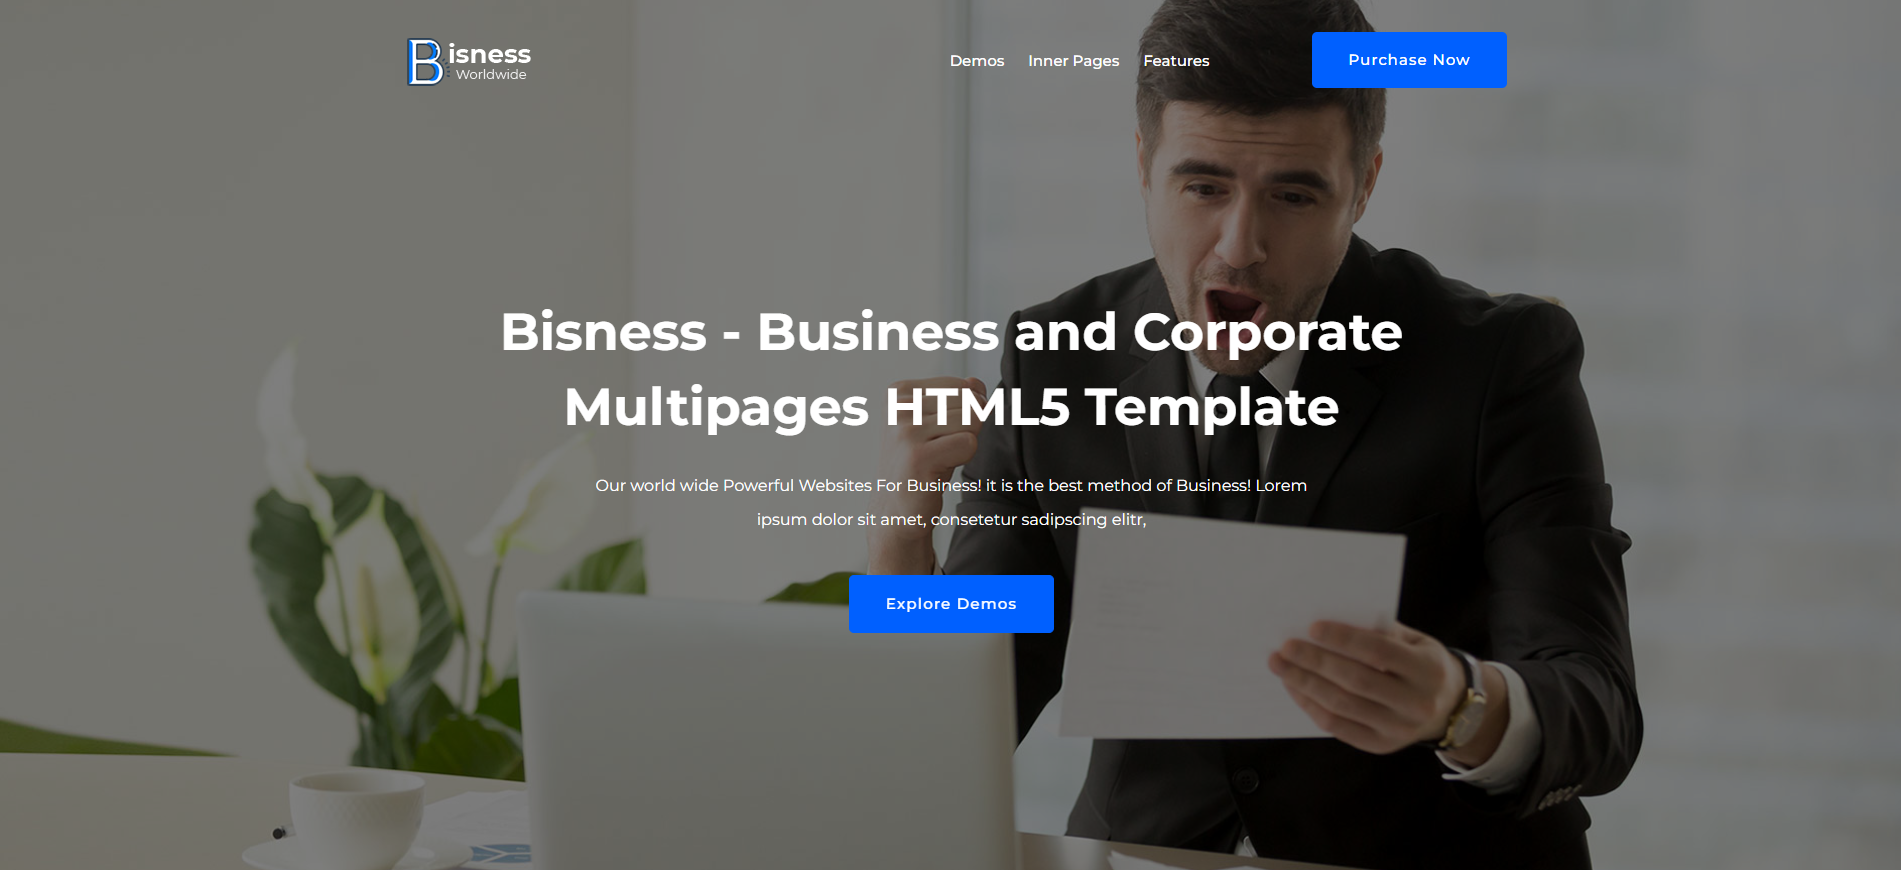 Bisness
Worldwide
Demos Inner Pages Features Purchase Now
Bisness - Business and Corporate
Multipages HTML5 Template
Our world wide Powerful Websites For Business! it is the best method of Business! Lorem
ipsum dolor sit amet, consetetur sadipscing elitr,
Explore Demos